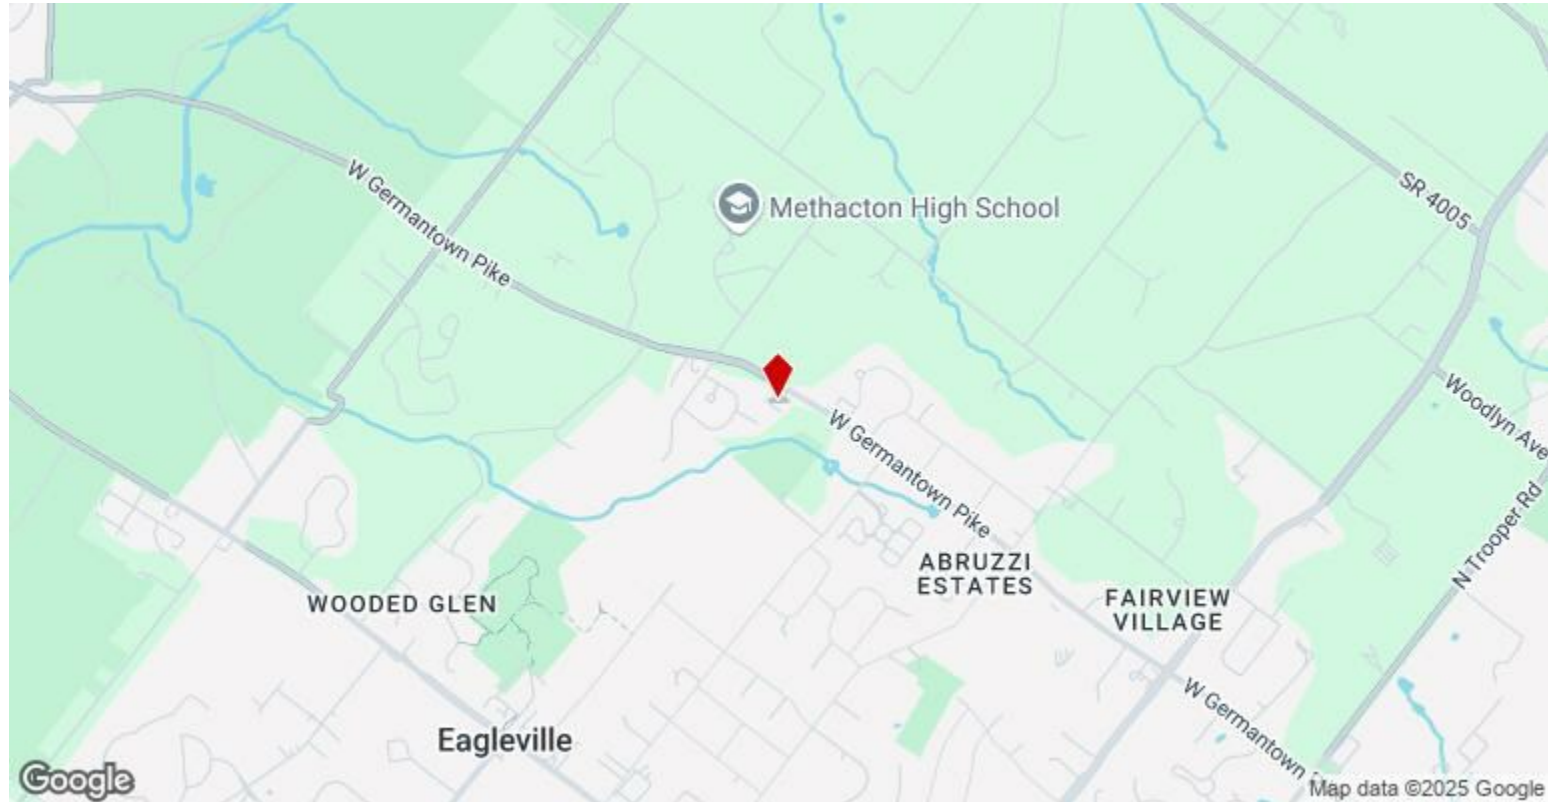 W Germantown Pike
Methacton High School
SR 4005
Woodlyn Ave
W Germantown Pike
N Trooper Rd
ABRUZZI
ESTATES
WOODED GLEN
FAIRVIEW
VILLAGE
W Germantown
Eagleville
Google
Map data ©2025 Google